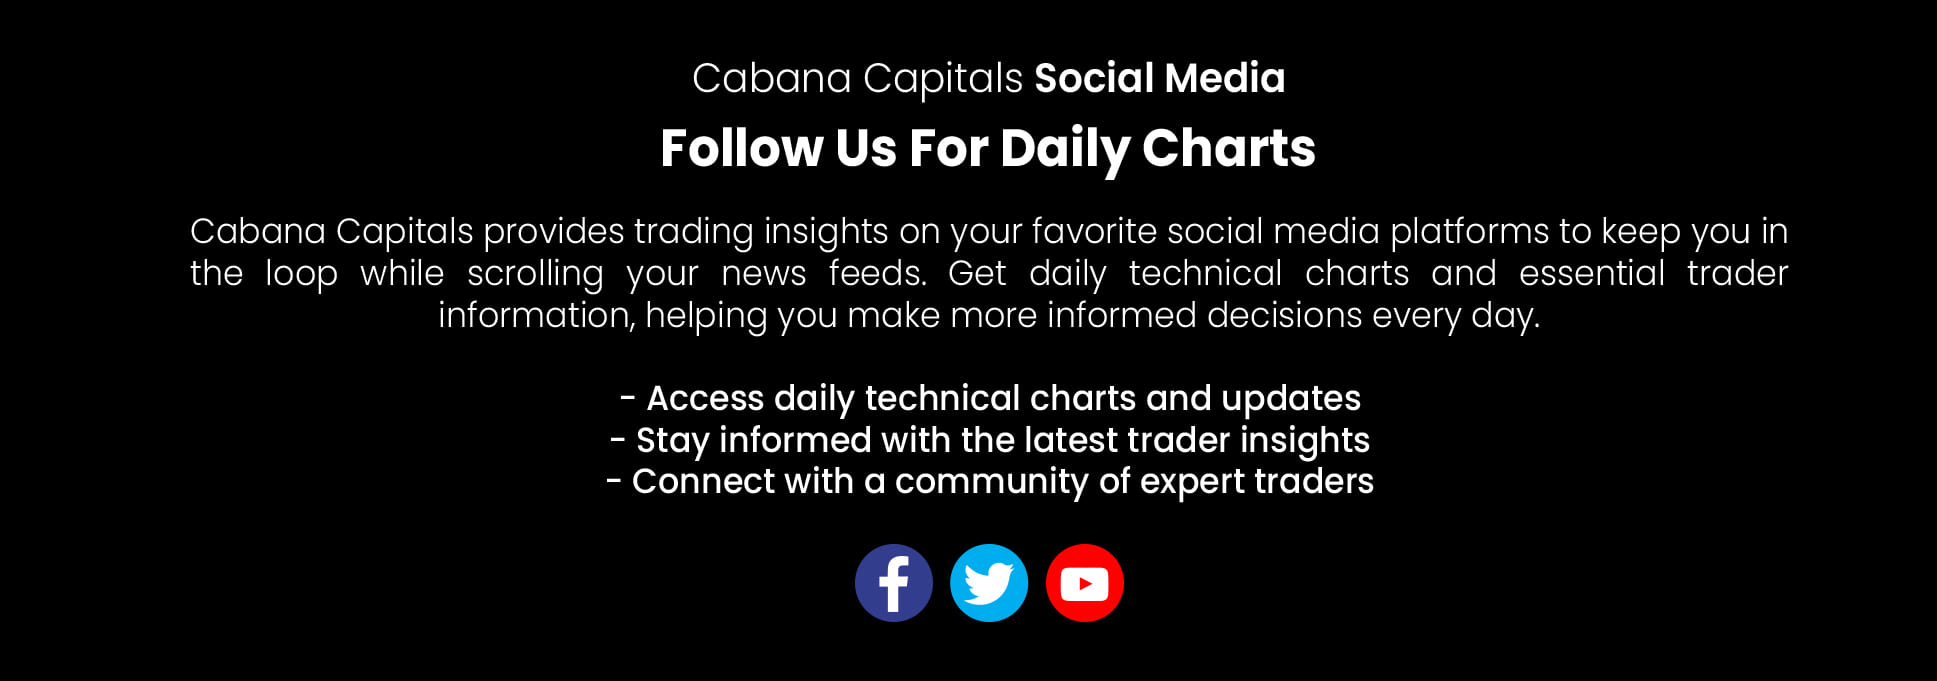 Cabana Capitals Social Media
Follow Us For Daily Charts
Cabana Capitals provides trading insights on your favorite social media platforms to keep you in
the loop while scrolling your news feeds. Get daily technical charts and essential trader
information, helping you make more informed decisions every day.
- Access daily technical charts and updates
- Stay informed with the latest trader insights
- Connect with a community of expert traders